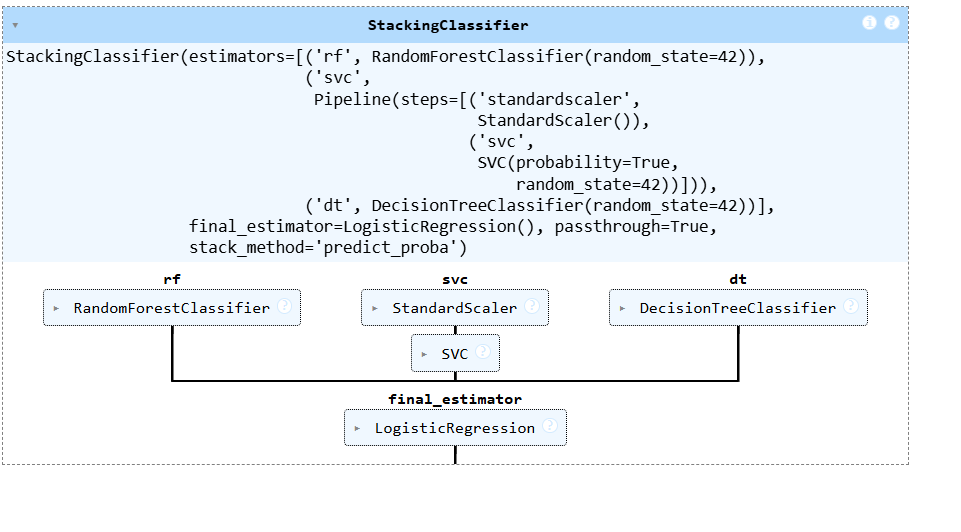 StackingClassifier
StackingClassifier(estimators=[('rf', RandomForestClassifier(random_state=42)),
('svc',
Pipeline(steps=[('standardscaler',
StandardScaler()),
('svc',
SVC(probability=True,
random_state=42))])),
('dt', DecisionTreeClassifier(random_state=42))],
final_estimator=LogisticRegression(), passthrough=True,
stack_method='predict_proba')
rf svc dt
RandomForestClassifier ? StandardScaler ? DecisionTreeClassifier ?
SVC ?
final_estimator
LogisticRegression ?